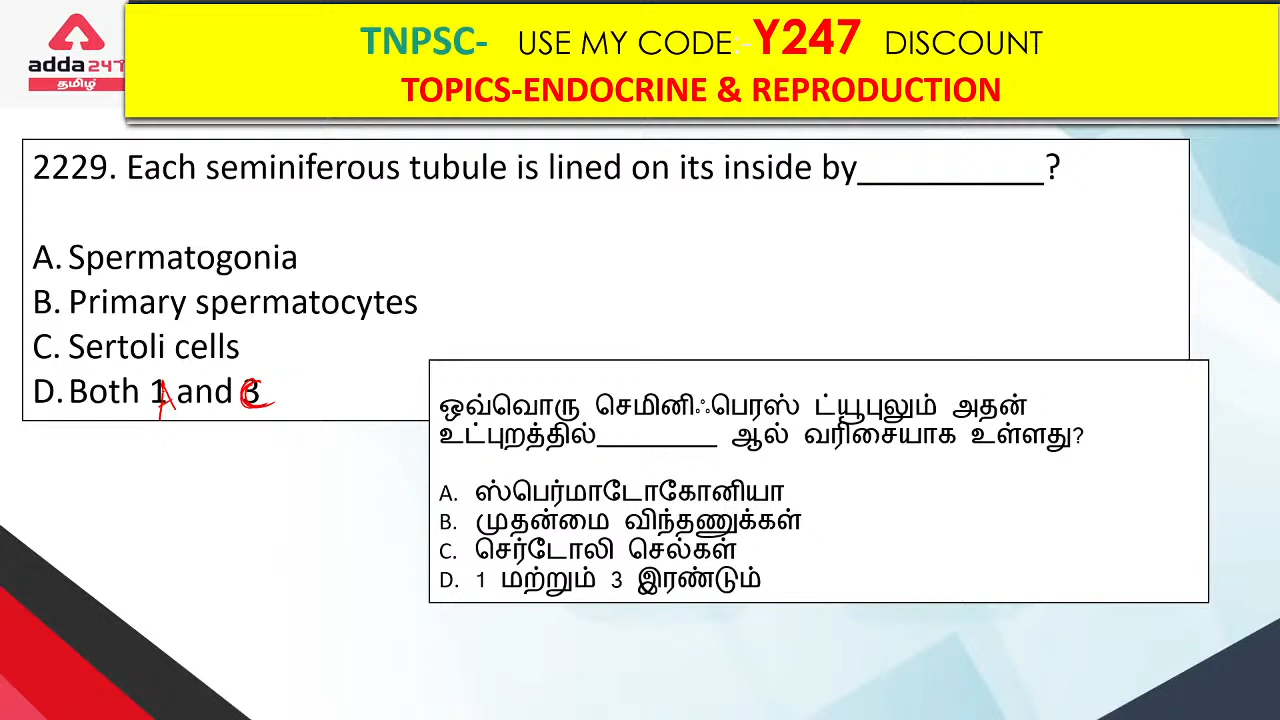 adda247
தமிழ்
TNPSC- USE MY CODE:-Y247 DISCOUNT
TOPICS-ENDOCRINE & REPRODUCTION
2229. Each seminiferous tubule is lined on its inside by__________?
A. Spermatogonia
B. Primary spermatocytes
C. Sertoli cells
D. Both 1 and 3
A C
ஒவ்வொரு செமினிஃபெரஸ் ட்யூபுலும் அதன்
உட்புறத்தில்_________ ஆல் வரிசையாக உள்ளது?
A. ஸ்பெர்மாடோகோனியா
B. முதன்மை விந்தணுக்கள்
C. செர்டோலி செல்கள்
D. 1 மற்றும் 3 இரண்டும்